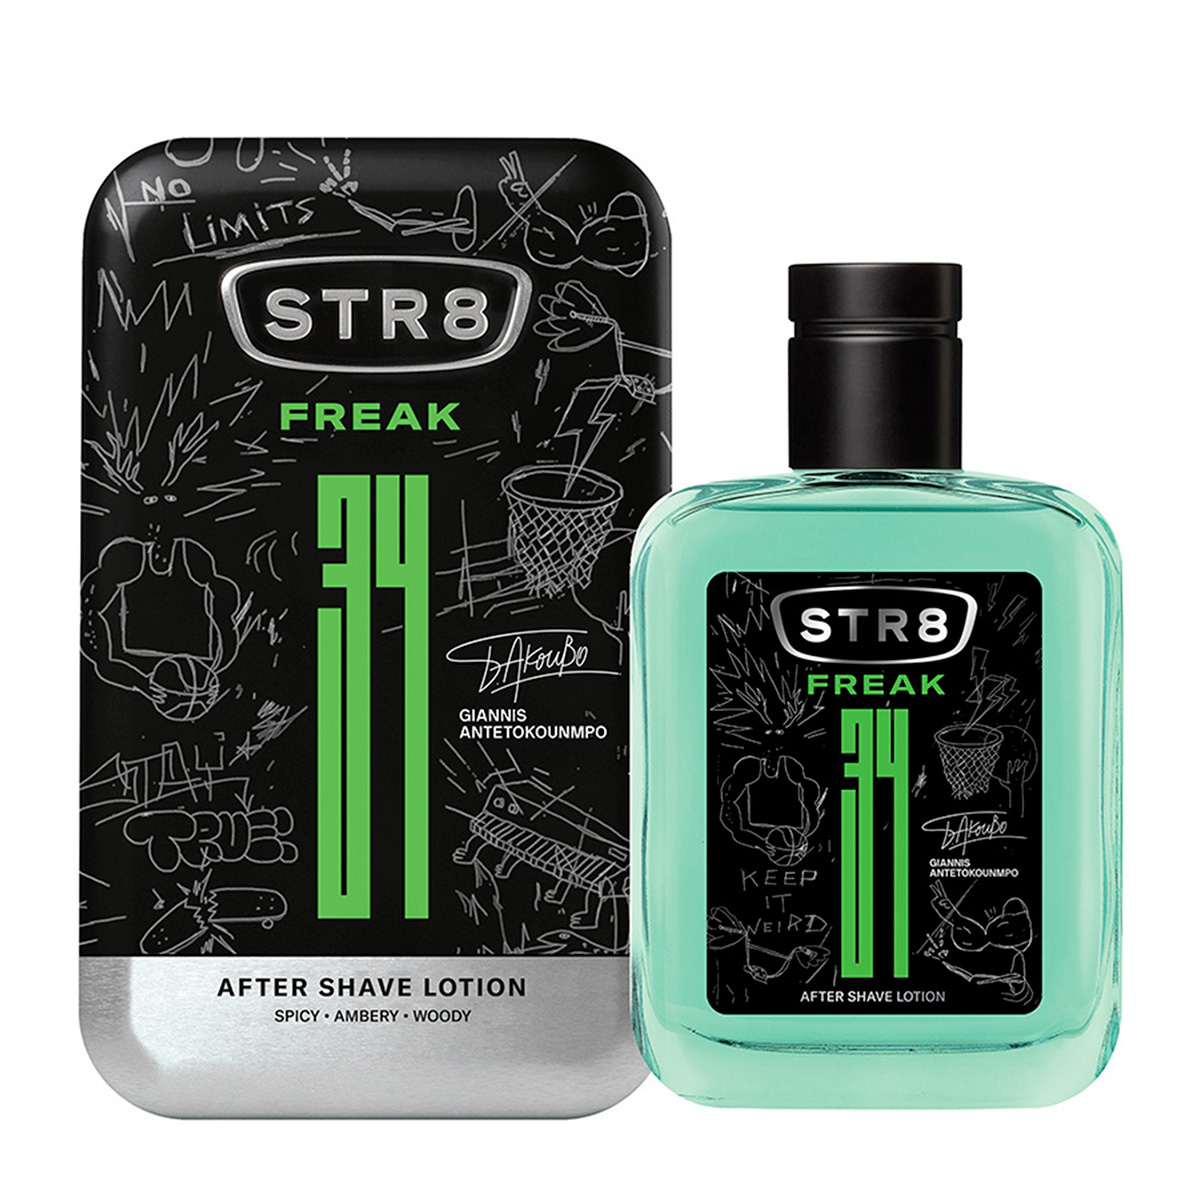 NO
LIMITS
STR8
FREAK
34
GIANNIS
ANTETOKOUNMPO
TRUE!
AFTER SHAVE LOTION
SPICY • AMBERY • WOODY
STR8
FREAK
34
GIANNIS
ANTETOKOUNMPO
KEEP
IT
WEIRD
AFTER SHAVE LOTION